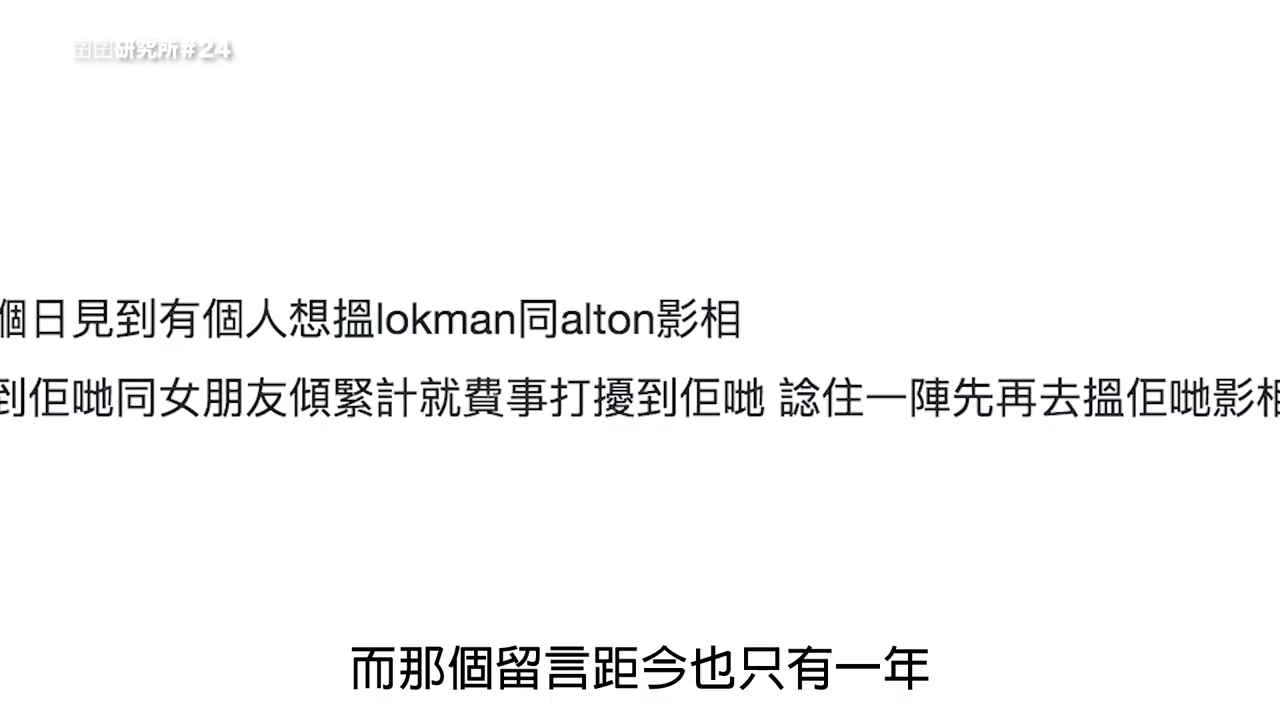 囝囝研究所#24
個日見到有個人想搵lokman同alton影相
到佢哋同女朋友傾緊計就費事打擾到佢哋 諗住一陣先再去搵佢哋影相
而那個留言距今也只有一年